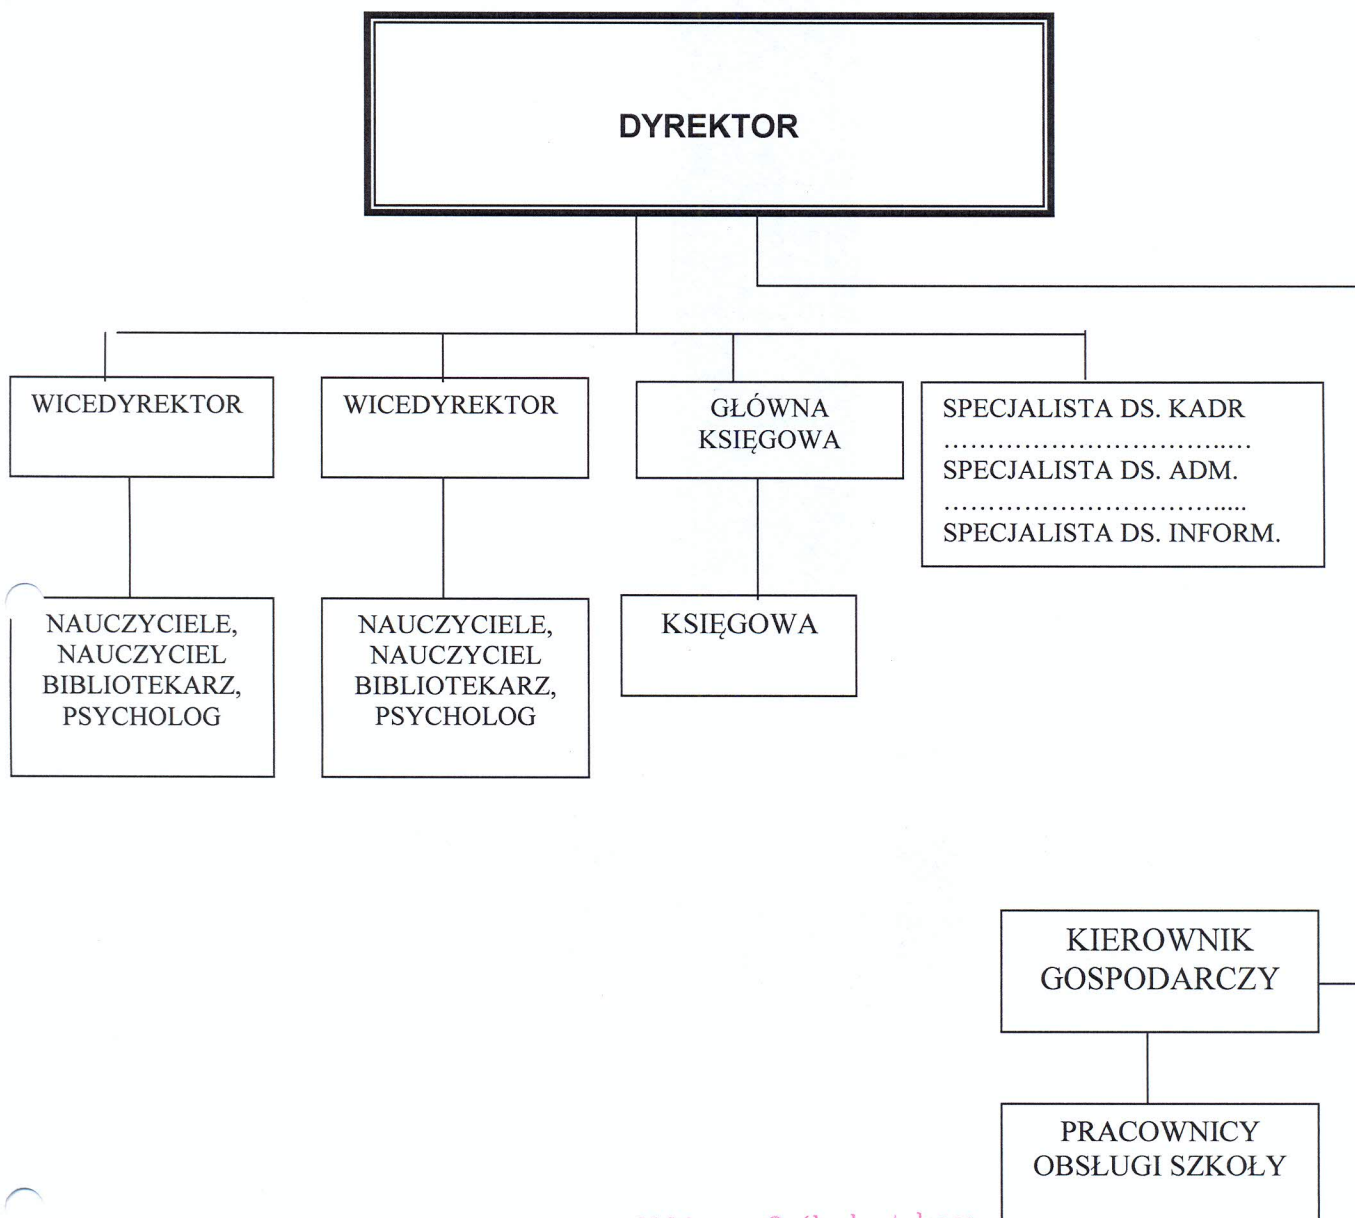 DYREKTOR
WICEDYREKTOR
WICEDYREKTOR
GŁÓWNA
KSIĘGOWA
SPECJALISTA DS. KADR
…………………………..…
SPECJALISTA DS. ADM.
…………………………....
SPECJALISTA DS. INFORM.
NAUCZYCIELE,
NAUCZYCIEL
BIBLIOTEKARZ,
PSYCHOLOG
NAUCZYCIELE,
NAUCZYCIEL
BIBLIOTEKARZ,
PSYCHOLOG
KSIĘGOWA
KIEROWNIK
GOSPODARCZY
PRACOWNICY
OBSŁUGI SZKOŁY